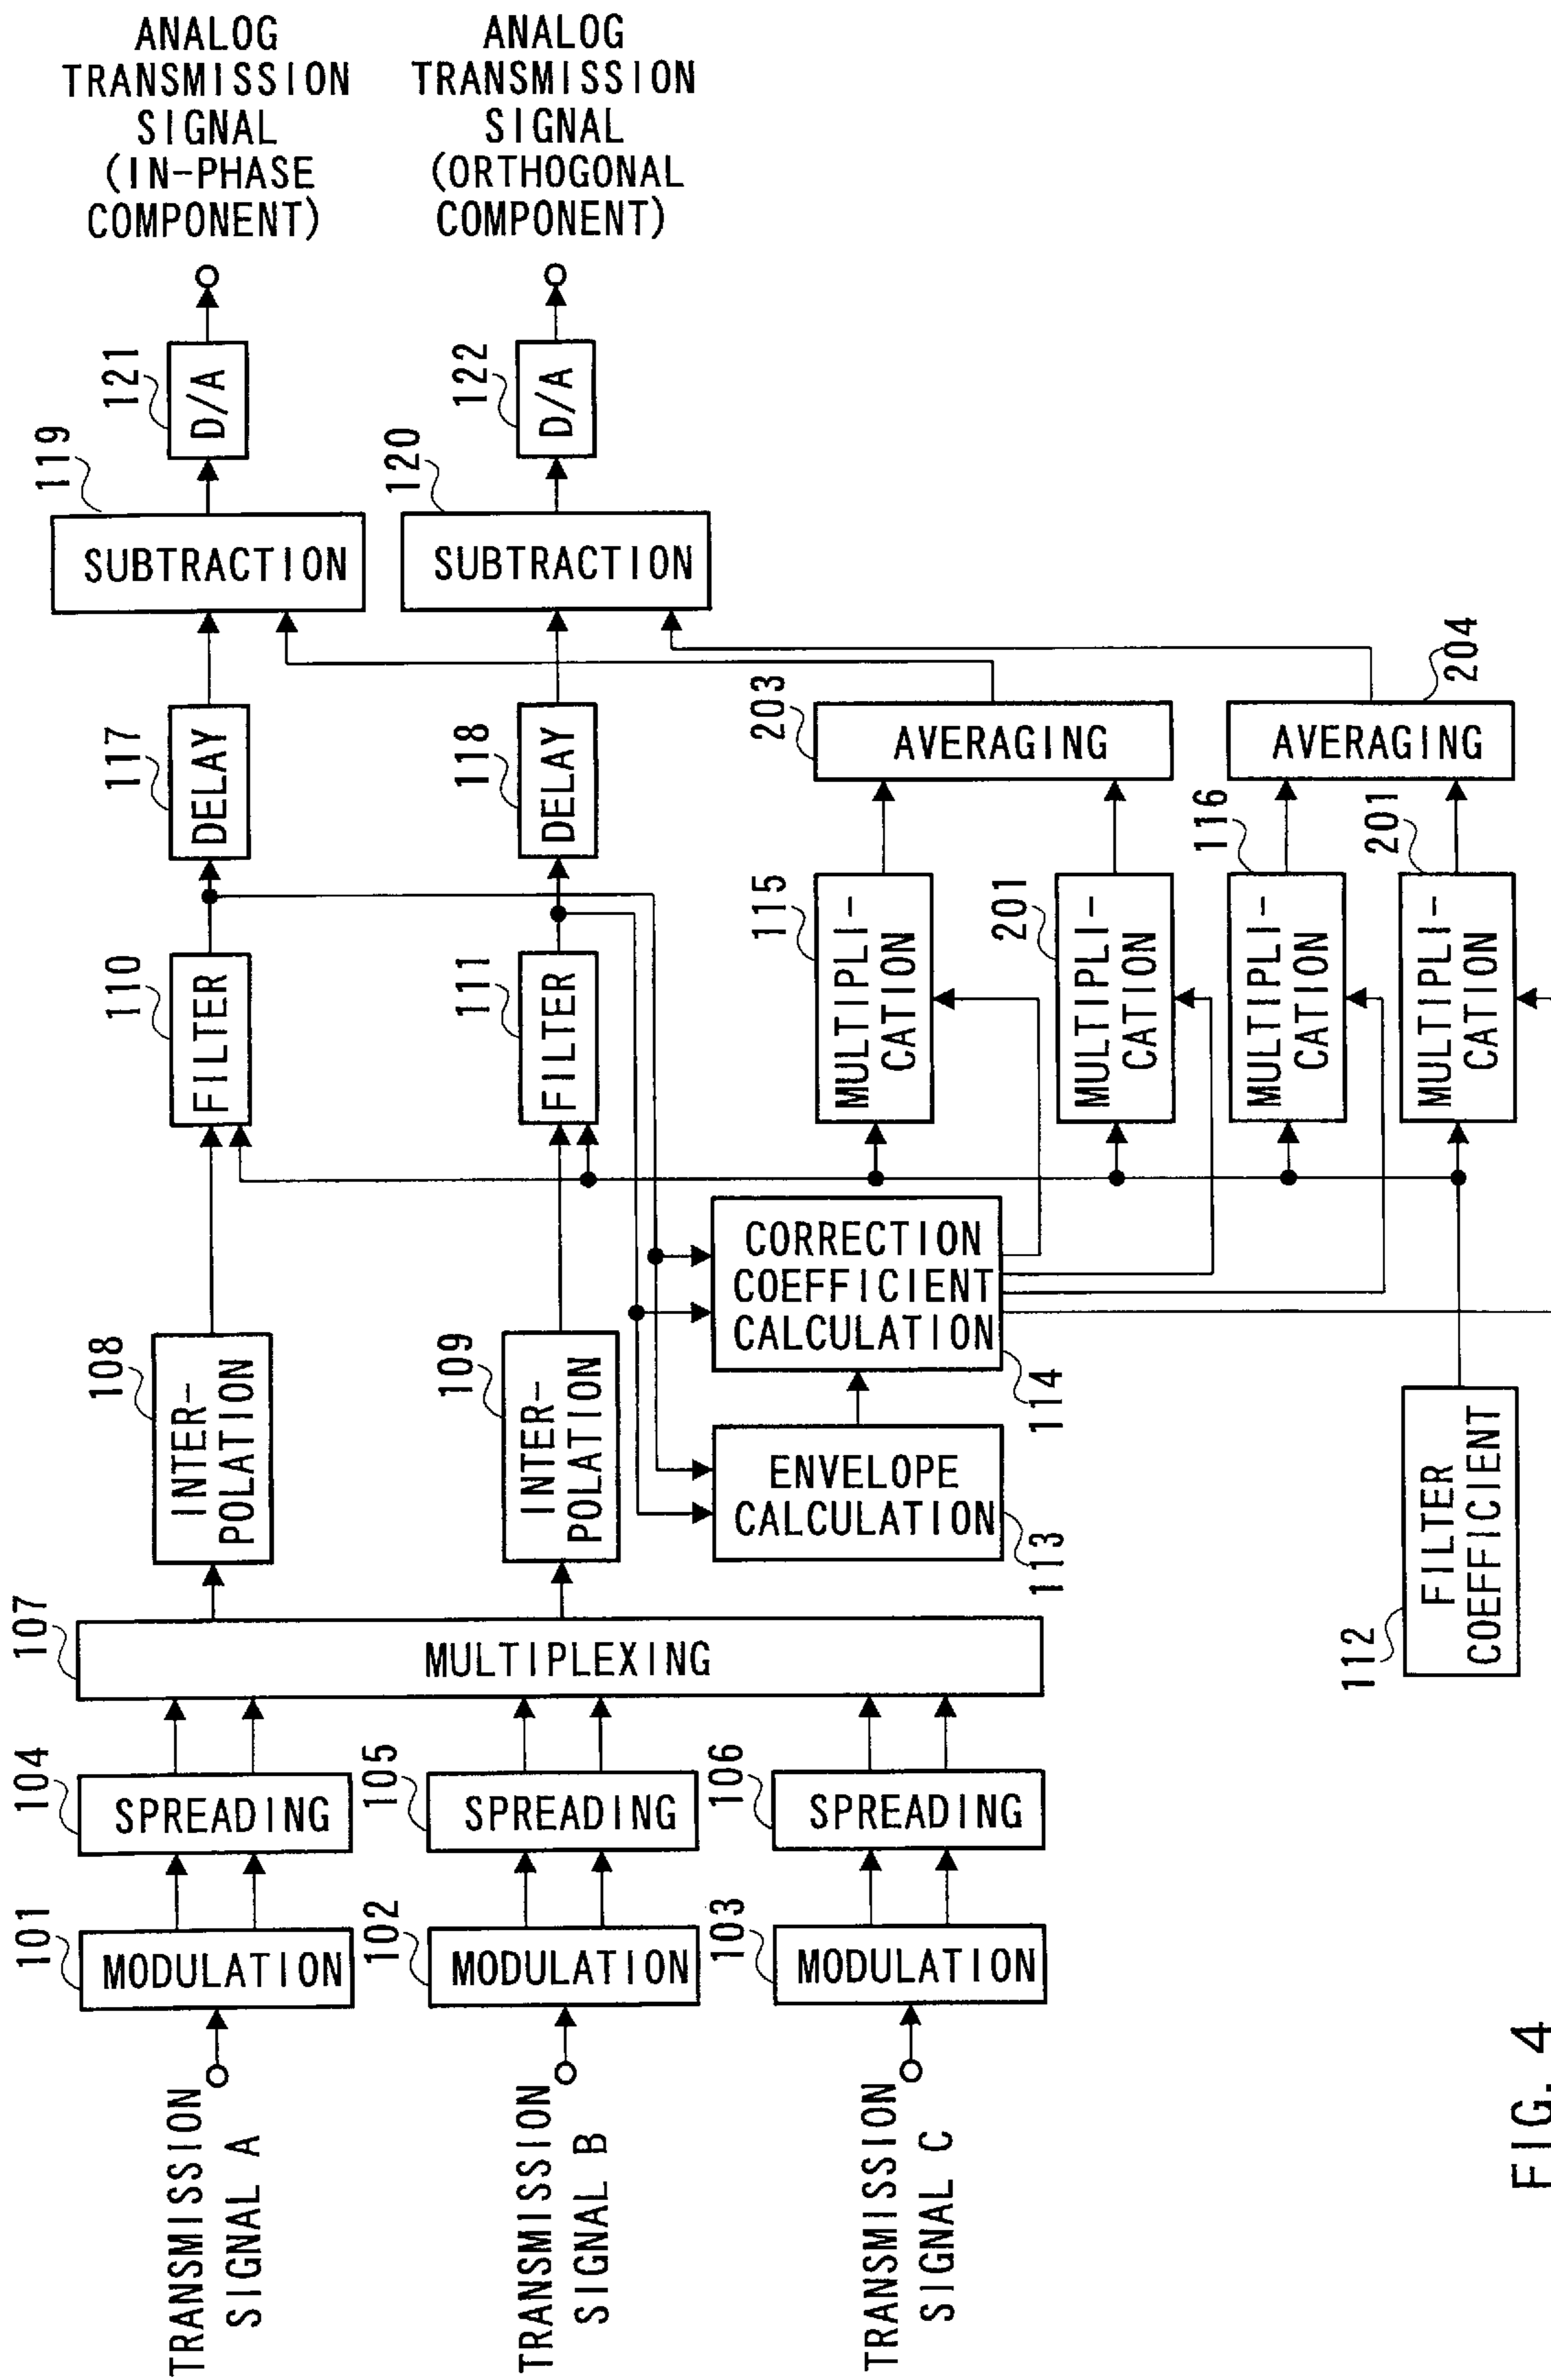 TRANSMISSION
SIGNAL A
101
MODULATION
104
SPREADING
TRANSMISSION
SIGNAL B
102
MODULATION
105
SPREADING
TRANSMISSION
SIGNAL C
103
MODULATION
106
SPREADING
107
MULTIPLEXING
108
INTER-
POLATION
109
INTER-
POLATION
110
FILTER
111
FILTER
117
DELAY
118
DELAY
119
SUBTRACTION
120
SUBTRACTION
121
D/A
122
D/A
ANALOG
TRANSMISSION
SIGNAL
(IN-PHASE
COMPONENT)
ANALOG
TRANSMISSION
SIGNAL
(ORTHOGONAL
COMPONENT)
ENVELOPE
CALCULATION
113
CORRECTION
COEFFICIENT
CALCULATION
114
115
MULTIPLI-
CATION
201
MULTIPLI-
CATION
116
MULTIPLI-
CATION
201
MULTIPLI-
CATION
203
AVERAGING
AVERAGING
204
112
FILTER
COEFFICIENT
FIG. 4